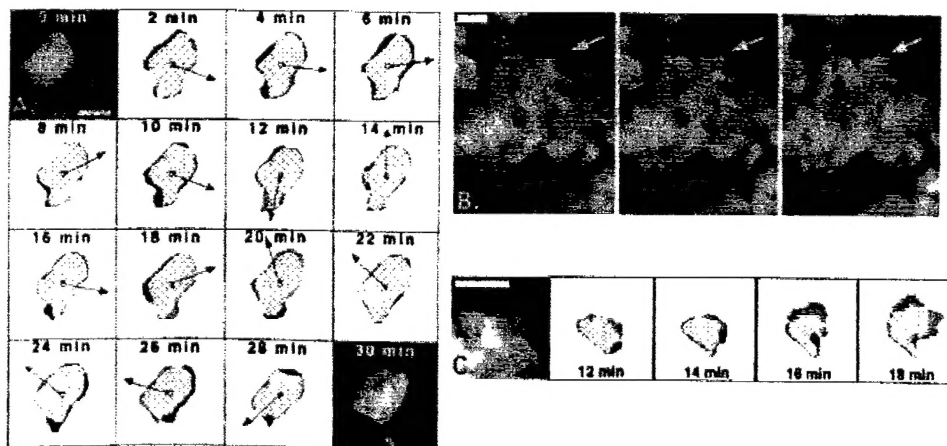 0 min 2 min 4 min 6 min
A.
8 min 10 min 12 min 14 min
16 min 18 min 20 min 22 min
24 min 26 min 28 min 30 min
B.
C.
12 min 14 min 16 min 18 min